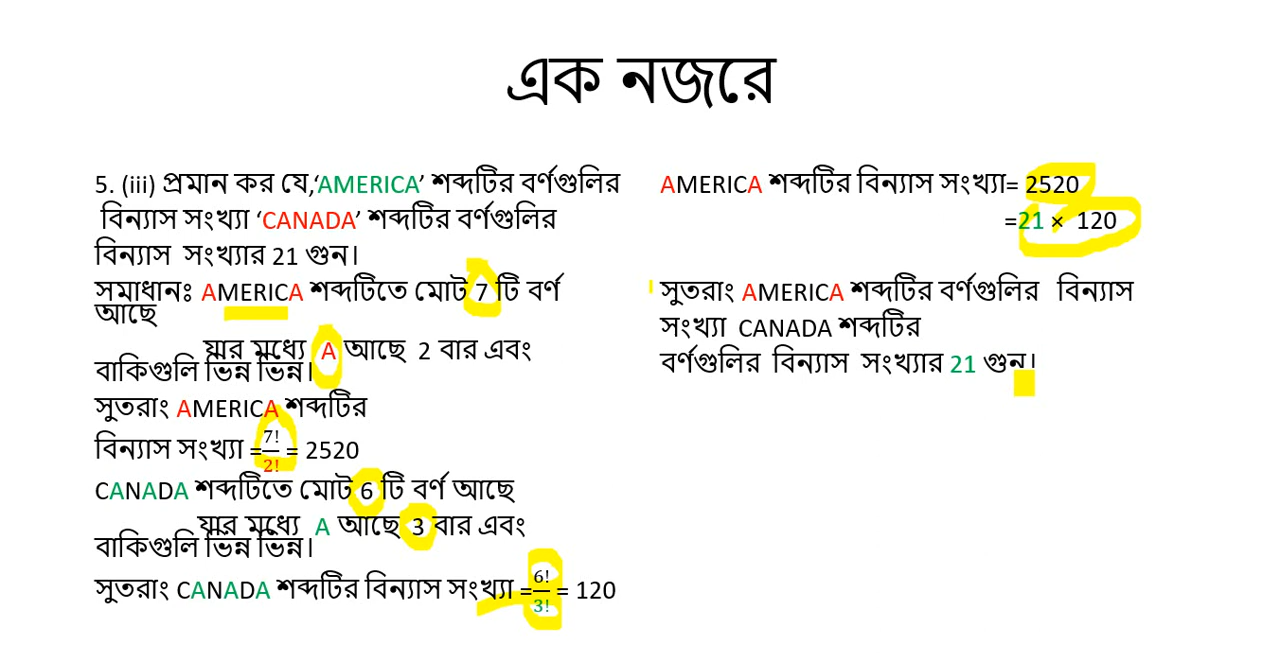 এক নজরে
5. (iii) প্রমান কর যে,‘AMERICA’ শব্দটির বর্ণগুলির
বিন্যাস সংখ্যা ‘CANADA’ শব্দটির বর্ণগুলির
বিন্যাস সংখ্যার 21 গুন।
সমাধানঃ AMERICA শব্দটিতে মোট 7 টি বর্ণ
আছে
যার মধ্যে A আছে 2 বার এবং
বাকিগুলি ভিন্ন ভিন্ন।
সুতরাং AMERICA শব্দটির
বিন্যাস সংখ্যা =7!/2! = 2520
CANADA শব্দটিতে মোট 6 টি বর্ণ আছে
যার মধ্যে A আছে 3 বার এবং
বাকিগুলি ভিন্ন ভিন্ন।
সুতরাং CANADA শব্দটির বিন্যাস সংখ্যা =6!/3! = 120
AMERICA শব্দটির বিন্যাস সংখ্যা= 2520
=21 × 120
সুতরাং AMERICA শব্দটির বর্ণগুলির বিন্যাস
সংখ্যা CANADA শব্দটির
বর্ণগুলির বিন্যাস সংখ্যার 21 গুন।